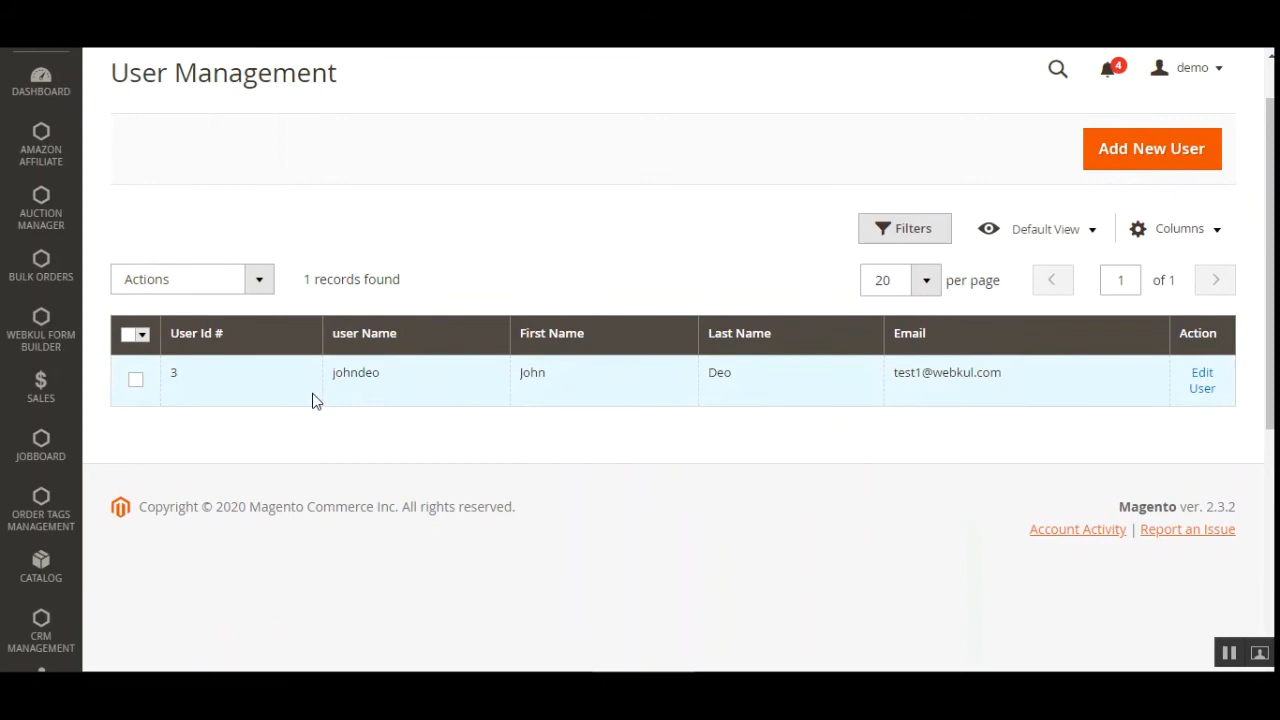 User Management
4
demo
DASHBOARD
AMAZON
AFFILIATE
AUCTION
MANAGER
BULK ORDERS
WEBKUL FORM
BUILDER
SALES
JOBBOARD
ORDER TAGS
MANAGEMENT
CATALOG
CRM
MANAGEMENT
Add New User
Filters
Default View
Columns
Actions
1 records found
20
per page
1
of 1
User Id #
user Name
First Name
Last Name
Email
Action
3
johndeo
John
Deo
test1@webkul.com
Edit
User
Copyright © 2020 Magento Commerce Inc. All rights reserved.
Magento ver. 2.3.2
Account Activity | Report an Issue